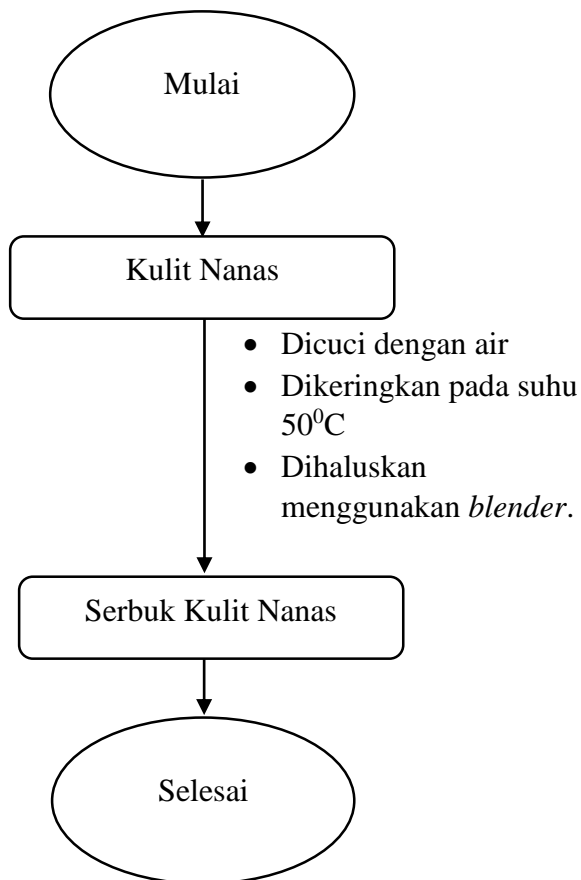 Mulai
Kulit Nanas
• Dicuci dengan air
• Dikeringkan pada suhu
50⁰C
• Dihaluskan
menggunakan blender.
Serbuk Kulit Nanas
Selesai